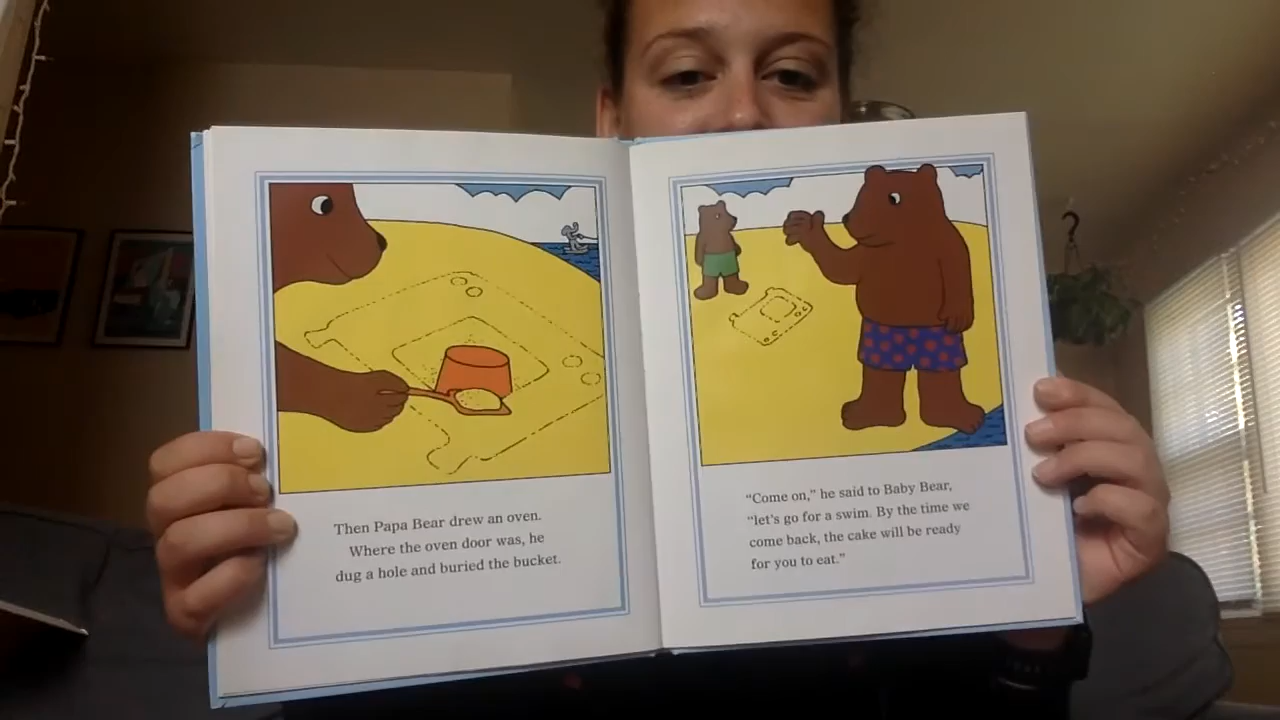 Then Papa Bear drew an oven.
Where the oven door was, he
dug a hole and buried the bucket.
“Come on,” he said to Baby Bear,
“let’s go for a swim. By the time we
come back, the cake will be ready
for you to eat.”